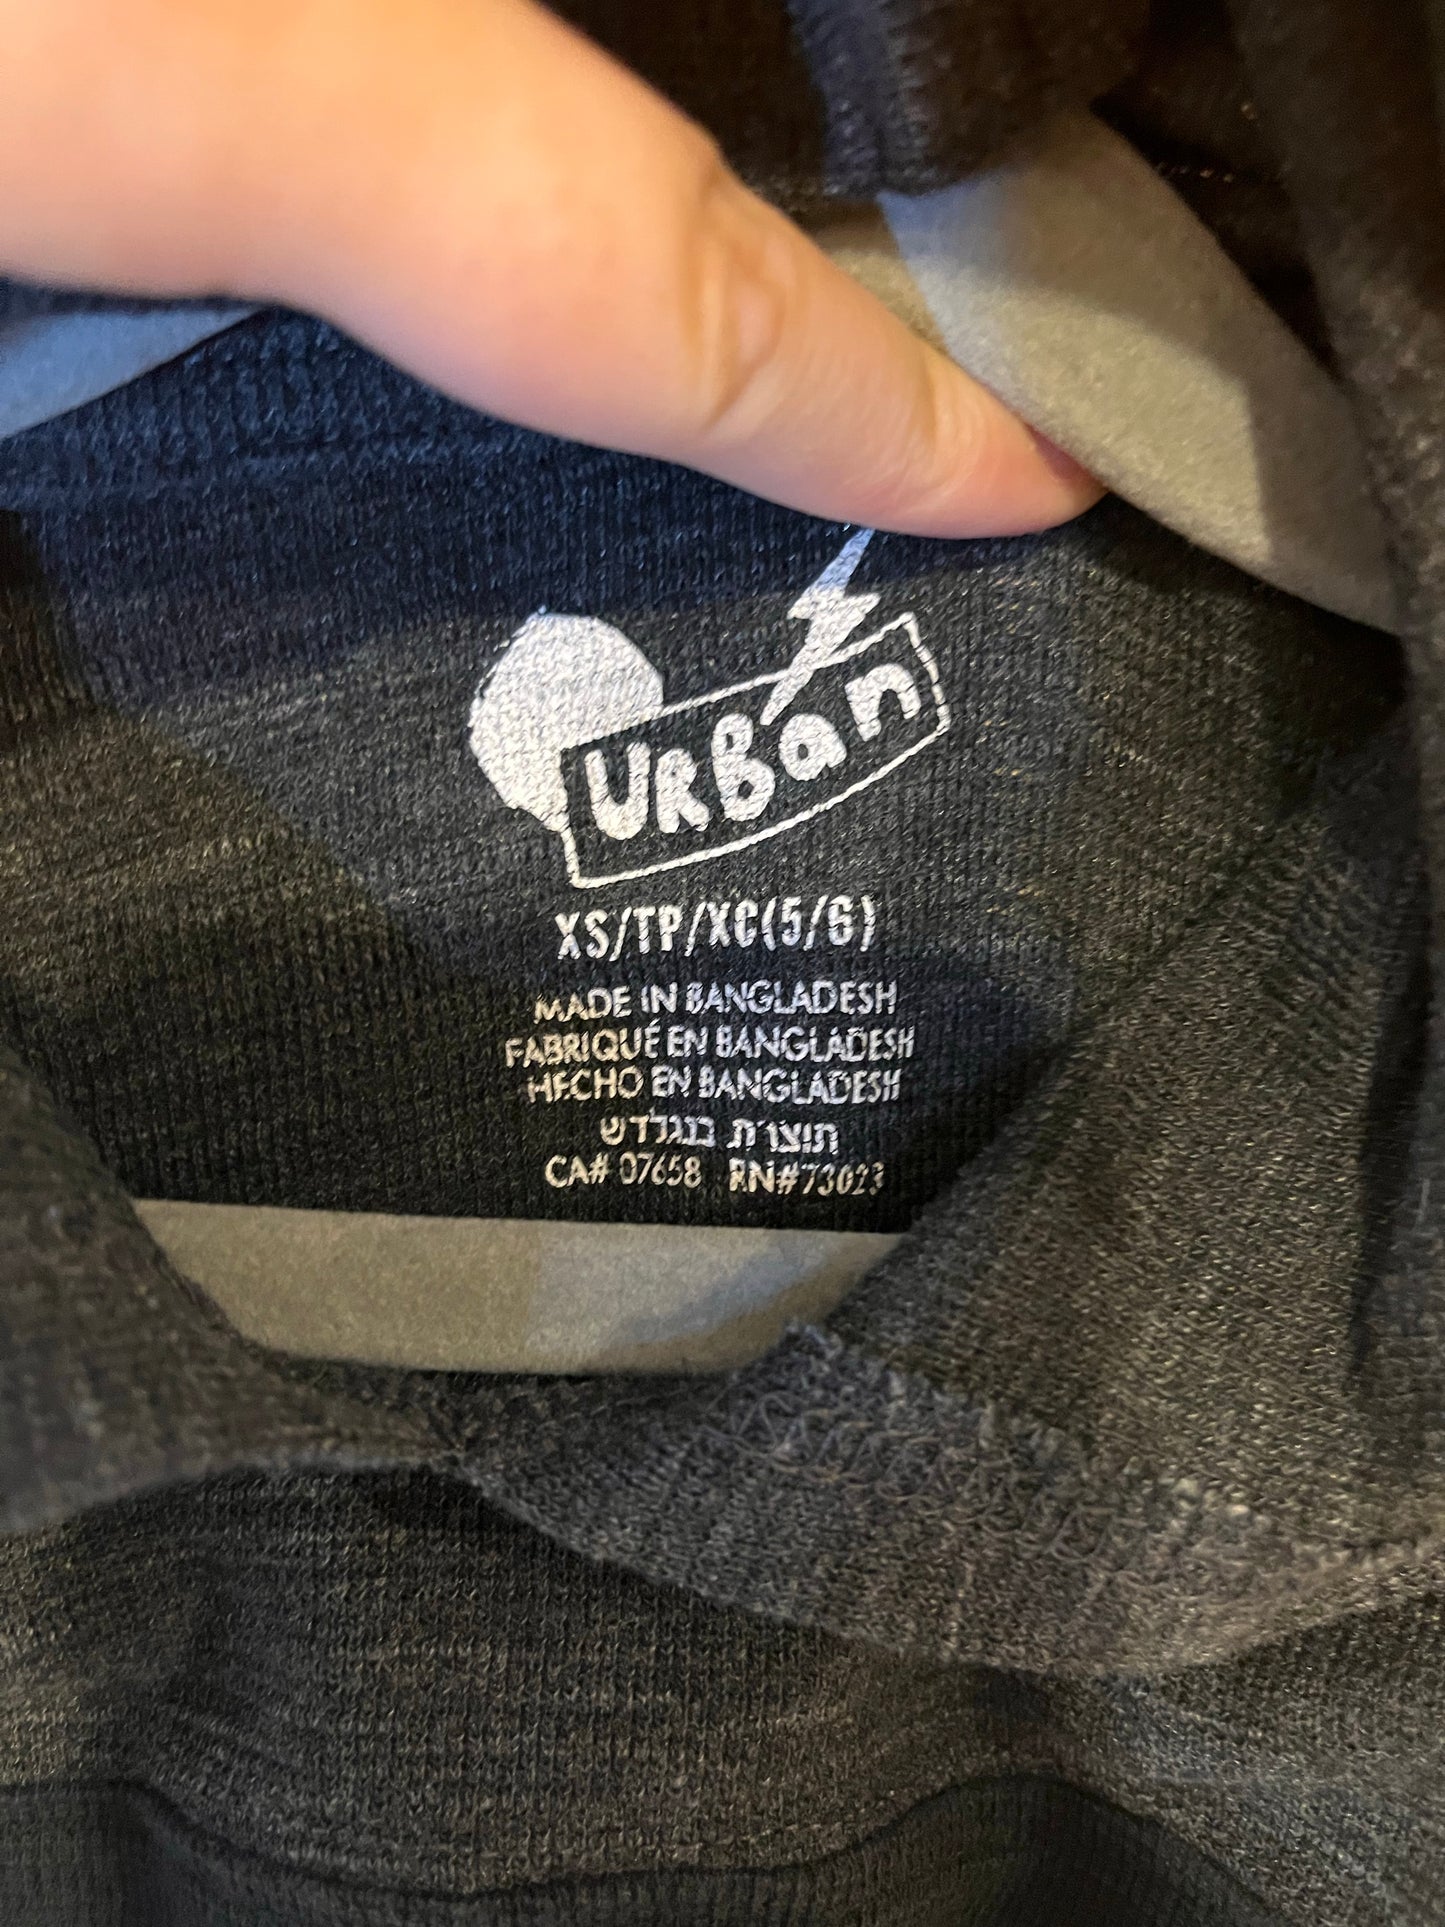 URBan
XS/TP/XC(5/6)
MADE IN BANGLADESH
FABRIQUÉ EN BANGLADESH
HECHO EN BANGLADESH
תוצרת בנגלדש
CA# 07658 RN#73023